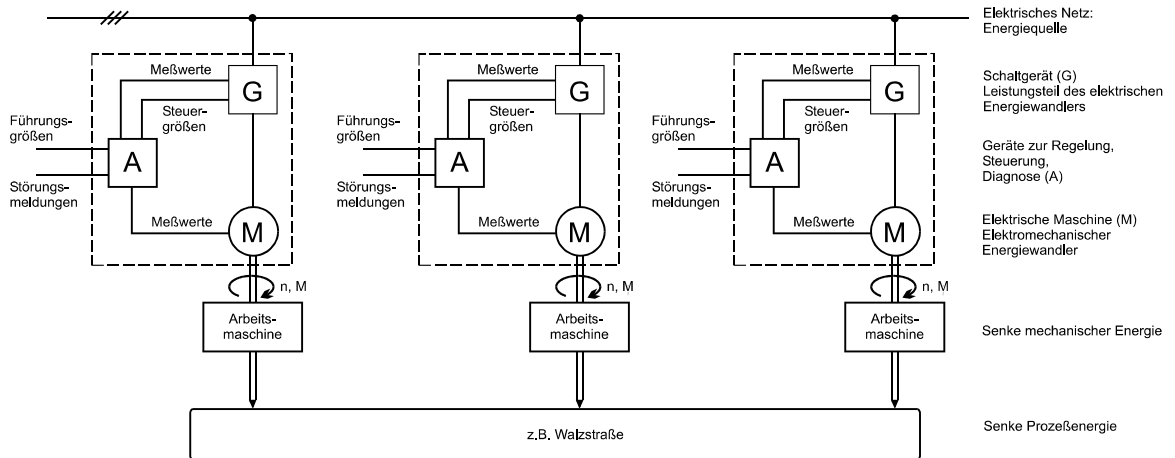 Elektrisches Netz:
Energiequelle
Meßwerte
G
Steuer-
größen
Führungs-
größen
A
Störungs-
meldungen
Meßwerte
M
n, M
Arbeits-
maschine
Meßwerte
G
Steuer-
größen
Führungs-
größen
A
Störungs-
meldungen
Meßwerte
M
n, M
Arbeits-
maschine
Meßwerte
G
Steuer-
größen
Führungs-
größen
A
Störungs-
meldungen
Meßwerte
M
n, M
Arbeits-
maschine
Schaltgerät (G)
Leistungsteil des elektrischen
Energiewandlers
Geräte zur Regelung,
Steuerung,
Diagnose (A)
Elektrische Maschine (M)
Elektromechanischer
Energiewandler
Senke mechanischer Energie
z.B. Walzstraße
Senke Prozeßenergie